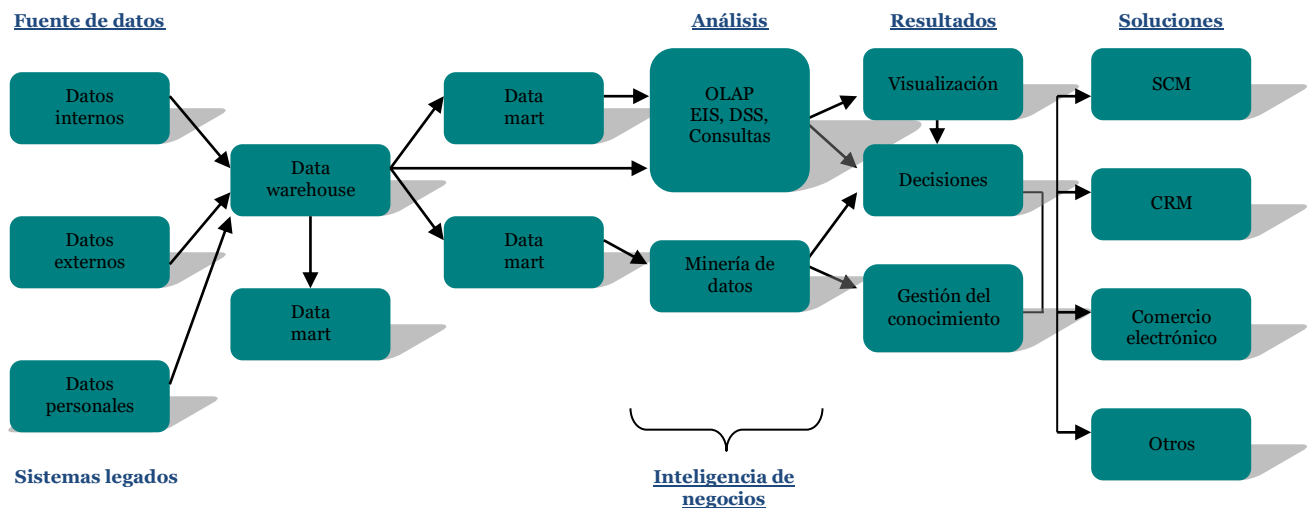 Fuente de datos
Análisis
Resultados
Soluciones
Datos
internos
Datos
externos
Datos
personales
Sistemas legados
Data
warehouse
Data
mart
Data
mart
Data
mart
OLAP
EIS, DSS,
Consultas
Minería de
datos
Inteligencia de
negocios
Visualización
Decisiones
Gestión del
conocimiento
SCM
CRM
Comercio
electrónico
Otros